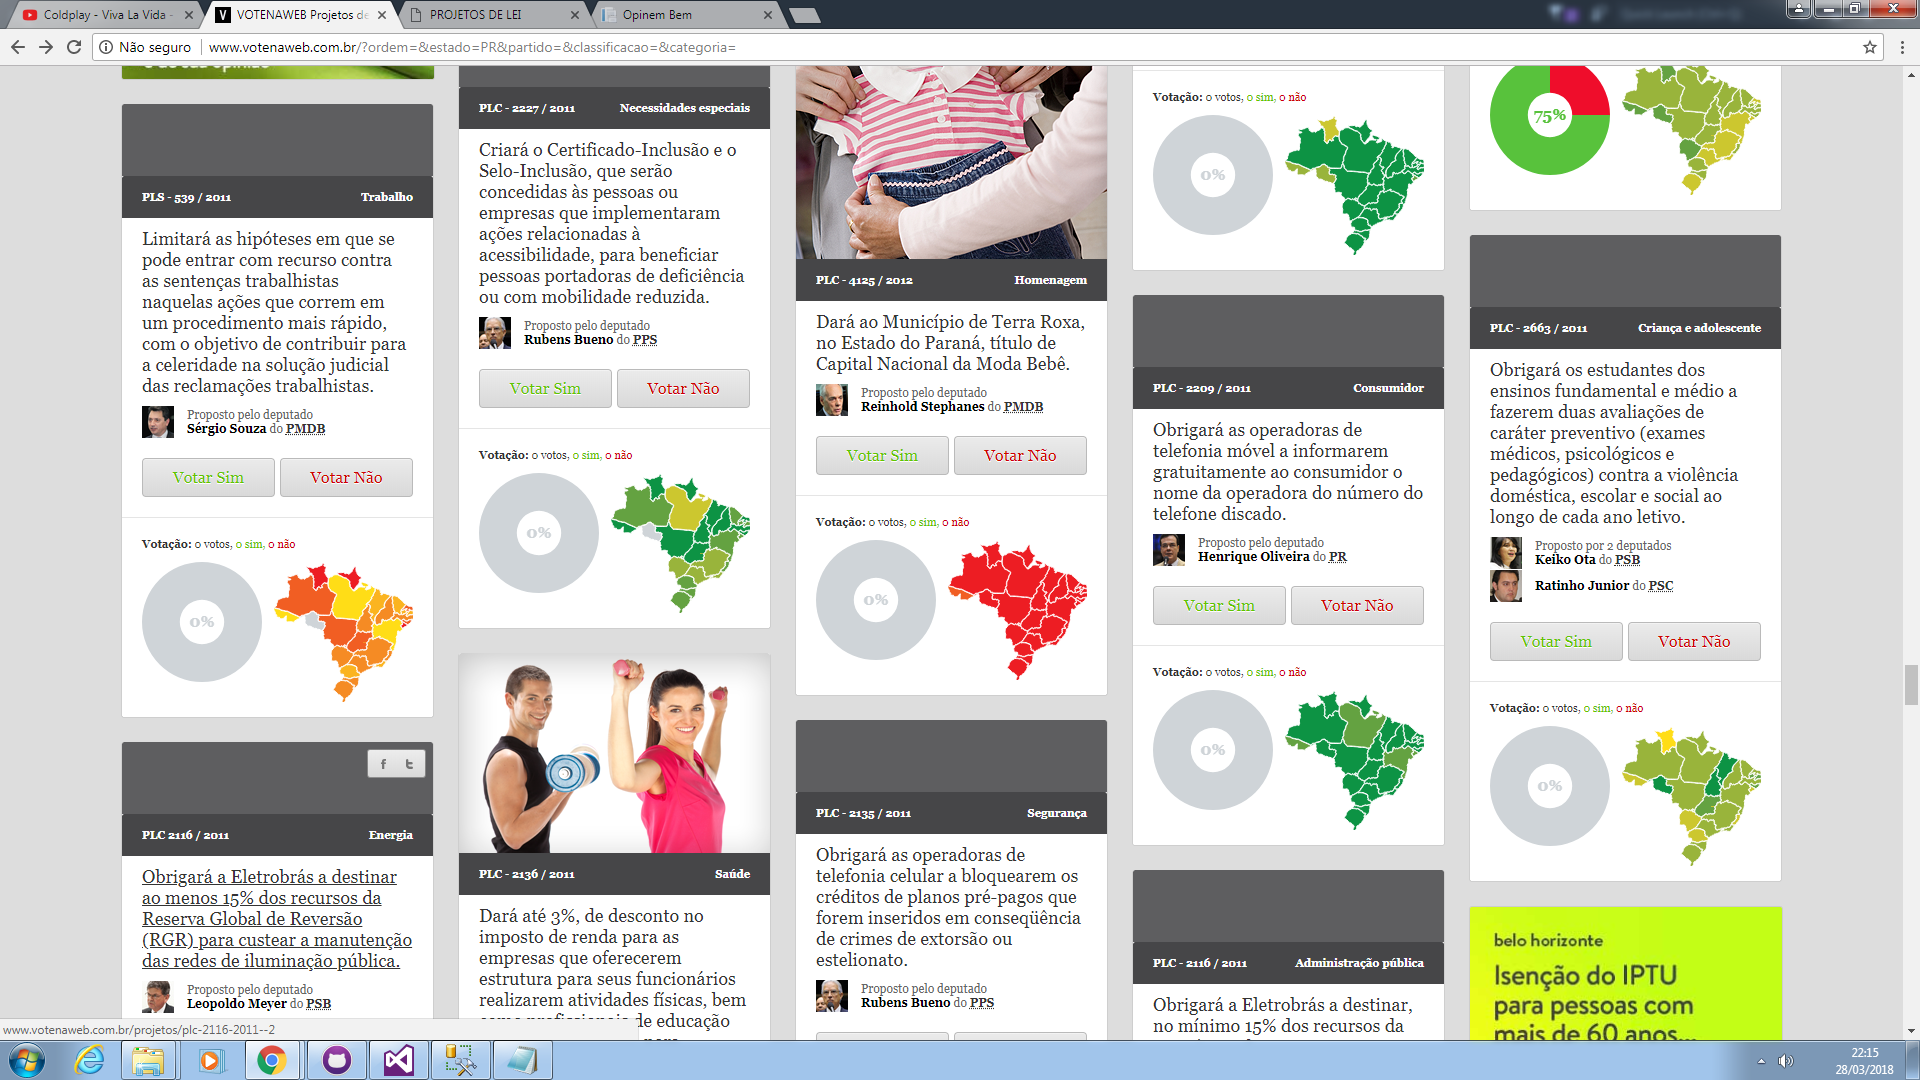 Coldplay - Viva La Vida -
VOTENAWEB Projetos de
PROJETOS DE LEI
Opinem Bem
Não seguro
www.votenaweb.com.br/?ordem=&estado=PR&partido=&classificacao=&categoria=
PLS - 539 / 2011 Trabalho
Limitará as hipóteses em que se
pode entrar com recurso contra
as sentenças trabalhistas
naquelas ações que correm em
um procedimento mais rápido,
com o objetivo de contribuir para
a celeridade na solução judicial
das reclamações trabalhistas.
Proposto pelo deputado
Sérgio Souza do PMDB
Votar Sim Votar Não
Votação: 0 votos, 0 sim, 0 não
0%
PLC 2116 / 2011 Energia
Obrigará a Eletrobrás a destinar
ao menos 15% dos recursos da
Reserva Global de Reversão
(RGR) para custear a manutenção
das redes de iluminação pública.
Proposto pelo deputado
Leopoldo Meyer do PSB
www.votenaweb.com.br/projetos/plc-2116-2011--2
PLC - 2227 / 2011 Necessidades especiais
Criará o Certificado-Inclusão e o
Selo-Inclusão, que serão
concedidas às pessoas ou
empresas que implementaram
ações relacionadas à
acessibilidade, para beneficiar
pessoas portadoras de deficiência
ou com mobilidade reduzida.
Proposto pelo deputado
Rubens Bueno do PPS
Votar Sim Votar Não
Votação: 0 votos, 0 sim, 0 não
0%
PLC - 2136 / 2011 Saúde
Dará até 3%, de desconto no
imposto de renda para as
empresas que oferecerem
estrutura para seus funcionários
realizarem atividades físicas, bem
de educação
PLC - 4125 / 2012 Homenagem
Dará ao Município de Terra Roxa,
no Estado do Paraná, título de
Capital Nacional da Moda Bebê.
Proposto pelo deputado
Reinhold Stephanes do PMDB
Votar Sim Votar Não
Votação: 0 votos, 0 sim, 0 não
0%
PLC - 2135 / 2011 Segurança
Obrigará as operadoras de
telefonia celular a bloquearem os
créditos de planos pré-pagos que
forem inseridos em conseqüência
de crimes de extorsão ou
estelionato.
Proposto pelo deputado
Rubens Bueno do PPS
Votação: 0 votos, 0 sim, 0 não
0%
PLC - 2209 / 2011 Consumidor
Obrigará as operadoras de
telefonia móvel a informarem
gratuitamente ao consumidor o
nome da operadora do número do
telefone discado.
Proposto pelo deputado
Henrique Oliveira do PR
Votar Sim Votar Não
Votação: 0 votos, 0 sim, 0 não
0%
PLC - 2116 / 2011 Administração pública
Obrigará a Eletrobrás a destinar,
no mínimo 15% dos recursos da
75%
PLC - 2663 / 2011 Criança e adolescente
Obrigará os estudantes dos
ensinos fundamental e médio a
fazerem duas avaliações de
caráter preventivo (exames
médicos, psicológicos e
pedagógicos) contra a violência
doméstica, escolar e social ao
longo de cada ano letivo.
Proposto por 2 deputados
Keiko Ota do PSB
Ratinho Junior do PSC
Votar Sim Votar Não
Votação: 0 votos, 0 sim, 0 não
0%
belo horizonte
Isenção do IPTU
para pessoas com
mais de 60 anos...
22:15
28/03/2018